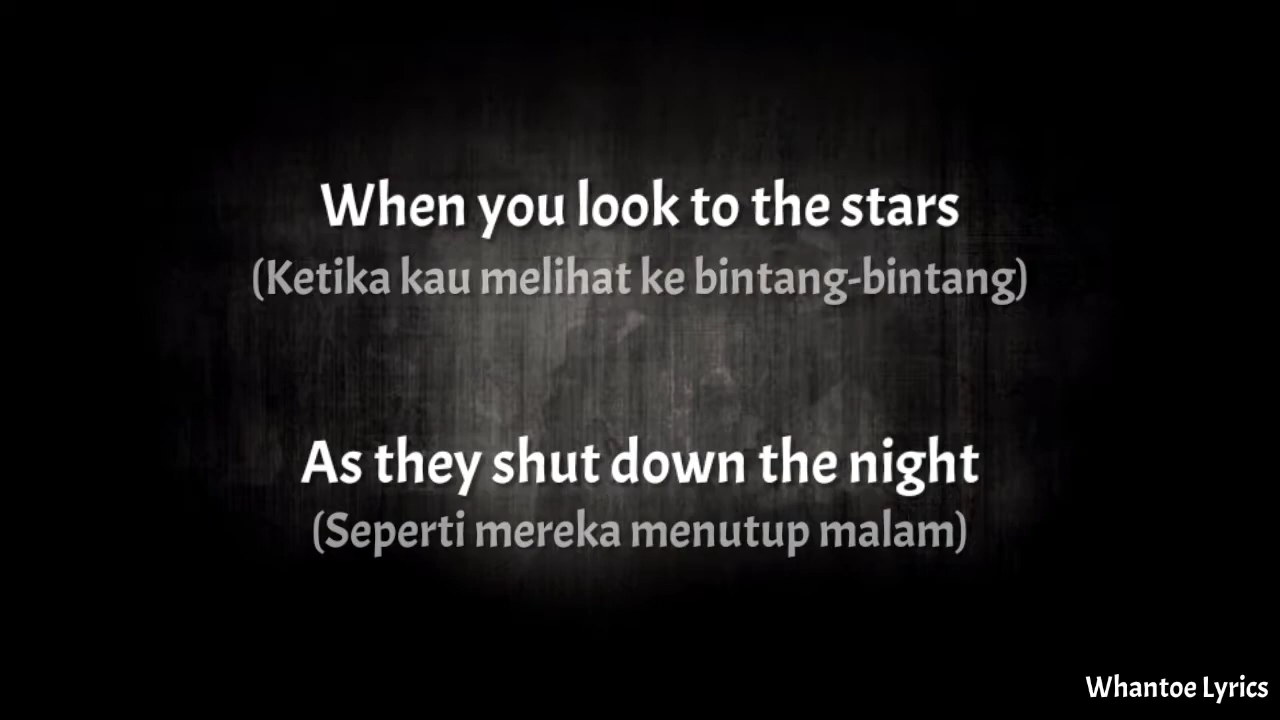 When you look to the stars
(Ketika kau melihat ke bintang-bintang)
As they shut down the night
(Seperti mereka menutup malam)
Whantoe Lyrics